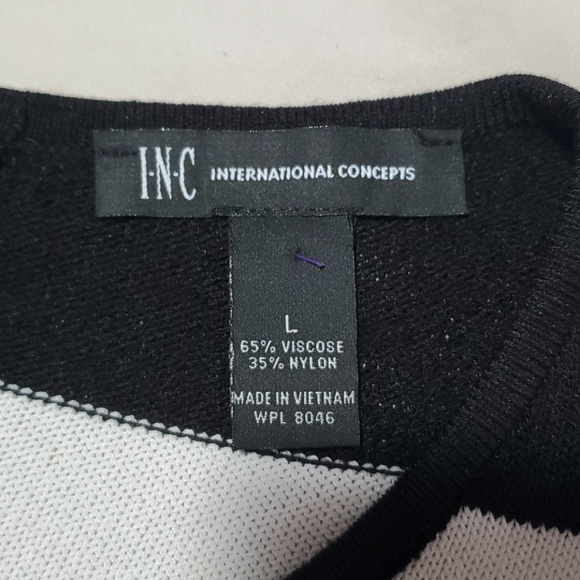 I·N·C INTERNATIONAL CONCEPTS
L
65% VISCOSE
35% NYLON
MADE IN VIETNAM
WPL 8046